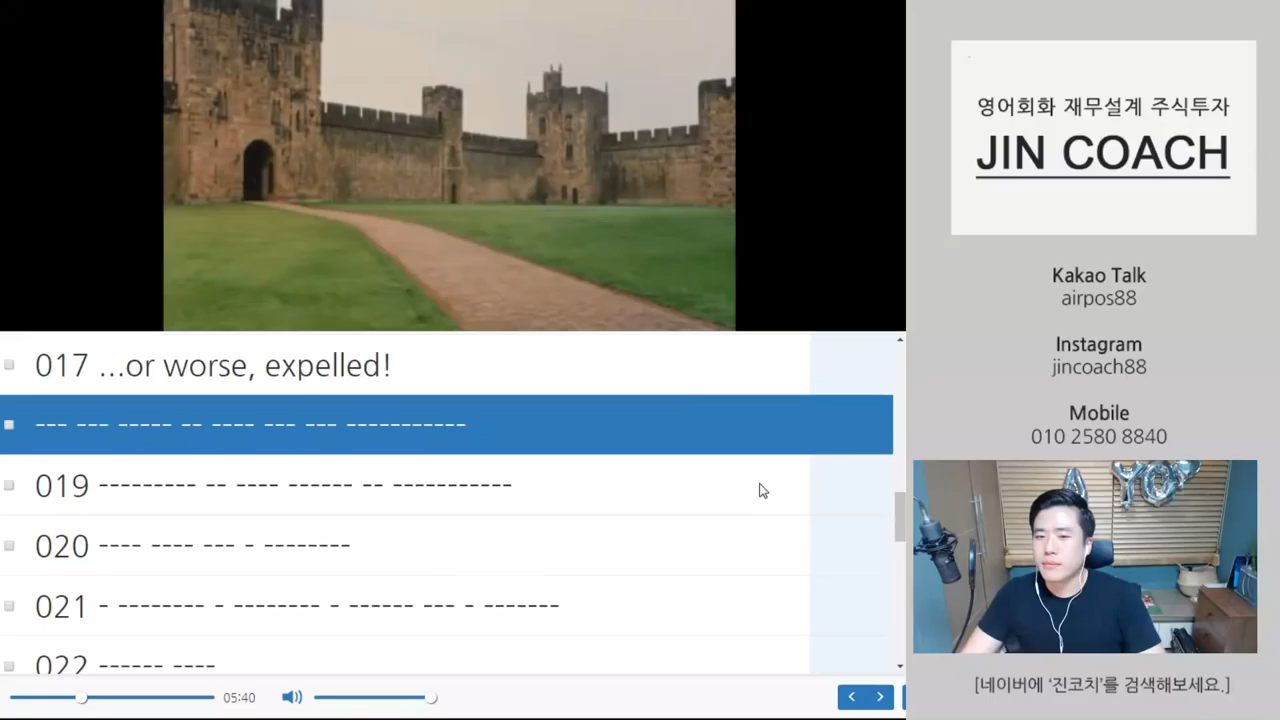 영어회화 재무설계 주식투자
JIN COACH
Kakao Talk
airpos88
Instagram
jincoach88
Mobile
010 2580 8840
[네이버에 '진코치'를 검색해보세요.]
017 ...or worse, expelled!
--- --- ----- -- ---- --- --- -----------
019 --------- -- ---- ------ -- -----------
020 ---- ---- --- - --------
021 - -------- - -------- - ------ --- - -------
022 ------ ----
05:40